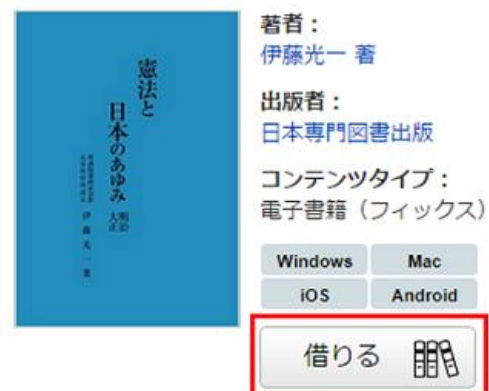 憲法と
日本のあゆみ
明治
大正
伊藤光一 著
著者：
伊藤光一 著
出版者：
日本専門図書出版
コンテンツタイプ：
電子書籍（フィックス）
Windows
Mac
iOS
Android
借りる